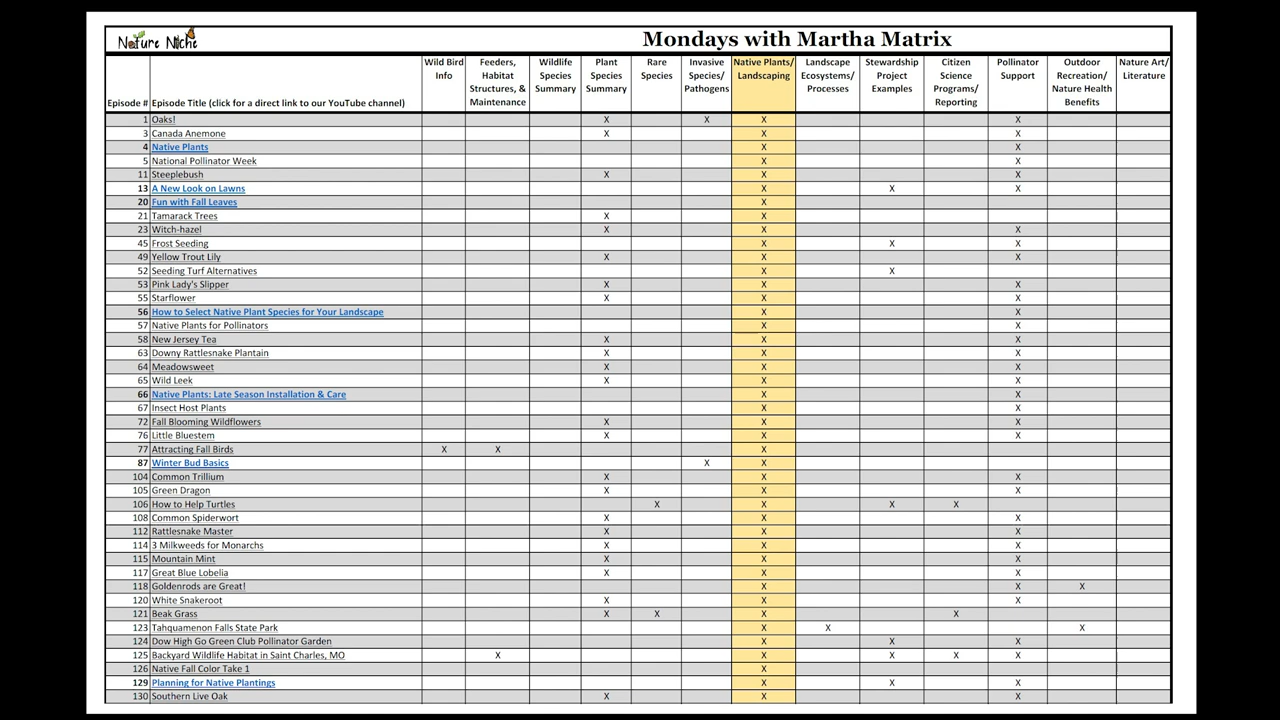 Nature Niche
Mondays with Martha Matrix
Episode # Episode Title (click for a direct link to our YouTube channel) Wild Bird Info Feeders, Habitat Structures, & Maintenance Wildlife Species Summary Plant Species Summary Rare Species Invasive Species/ Pathogens Native Plants/ Landscaping Landscape Ecosystems/ Processes Stewardship Project Examples Citizen Science Programs/ Reporting Pollinator Support Outdoor Recreation/ Nature Health Benefits Nature Art/ Literature
1 Oaks! X X X X
3 Canada Anemone X X X
4 Native Plants X X
5 National Pollinator Week X X
11 Steeplebush X X X
13 A New Look on Lawns X X X
20 Fun with Fall Leaves X
21 Tamarack Trees X X
23 Witch-hazel X X X
45 Frost Seeding X X X
49 Yellow Trout Lily X X X
52 Seeding Turf Alternatives X X
53 Pink Lady's Slipper X X X
55 Starflower X X X
56 How to Select Native Plant Species for Your Landscape X X
57 Native Plants for Pollinators X X
58 New Jersey Tea X X X
63 Downy Rattlesnake Plantain X X X
64 Meadowsweet X X X
65 Wild Leek X X X
66 Native Plants: Late Season Installation & Care X X
67 Insect Host Plants X X
72 Fall Blooming Wildflowers X X X
76 Little Bluestem X X X
77 Attracting Fall Birds X X X
87 Winter Bud Basics X X
104 Common Trillium X X X
105 Green Dragon X X X
106 How to Help Turtles X X X X
108 Common Spiderwort X X X
112 Rattlesnake Master X X X
114 3 Milkweeds for Monarchs X X X
115 Mountain Mint X X X
117 Great Blue Lobelia X X X
118 Goldenrods are Great! X X X
120 White Snakeroot X X X
121 Beak Grass X X X X
123 Tahquamenon Falls State Park X X X
124 Dow High Go Green Club Pollinator Garden X X X
125 Backyard Wildlife Habitat in Saint Charles, MO X X X X X
126 Native Fall Color Take 1 X
129 Planning for Native Plantings X X X
130 Southern Live Oak X X X